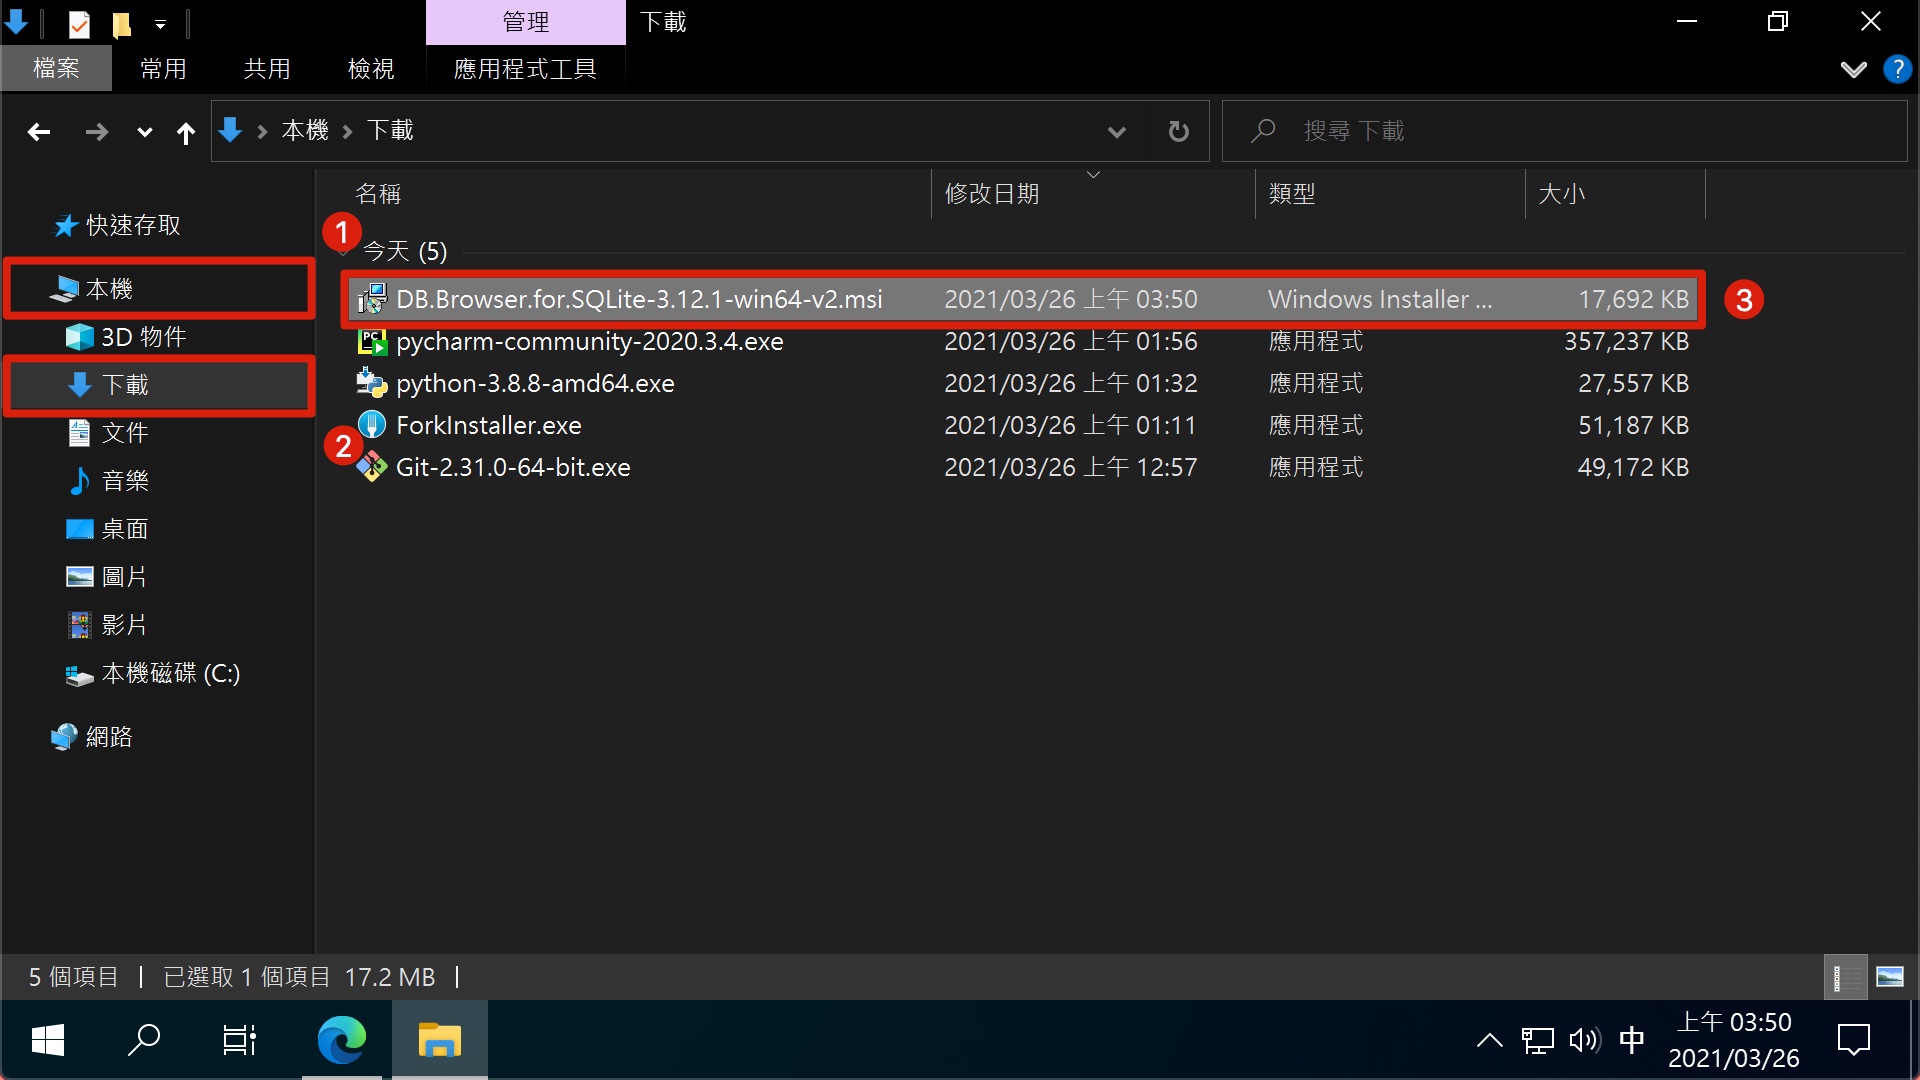 管理
下載
檔案
常用
共用
檢視
應用程式工具
?
本機
下載
搜尋 下載
快速存取
本機
3D 物件
下載
文件
音樂
桌面
圖片
影片
本機磁碟 (C:)
網路
名稱
修改日期
類型
大小
1
今天 (5)
DB.Browser.for.SQLite-3.12.1-win64-v2.msi 2021/03/26 上午 03:50 Windows Installer ... 17,692 KB
3
PC
pycharm-community-2020.3.4.exe 2021/03/26 上午 01:56 應用程式 357,237 KB
python-3.8.8-amd64.exe 2021/03/26 上午 01:32 應用程式 27,557 KB
ForkInstaller.exe 2021/03/26 上午 01:11 應用程式 51,187 KB
2
Git-2.31.0-64-bit.exe 2021/03/26 上午 12:57 應用程式 49,172 KB
5 個項目 已選取 1 個項目 17.2 MB
中
上午 03:50
2021/03/26